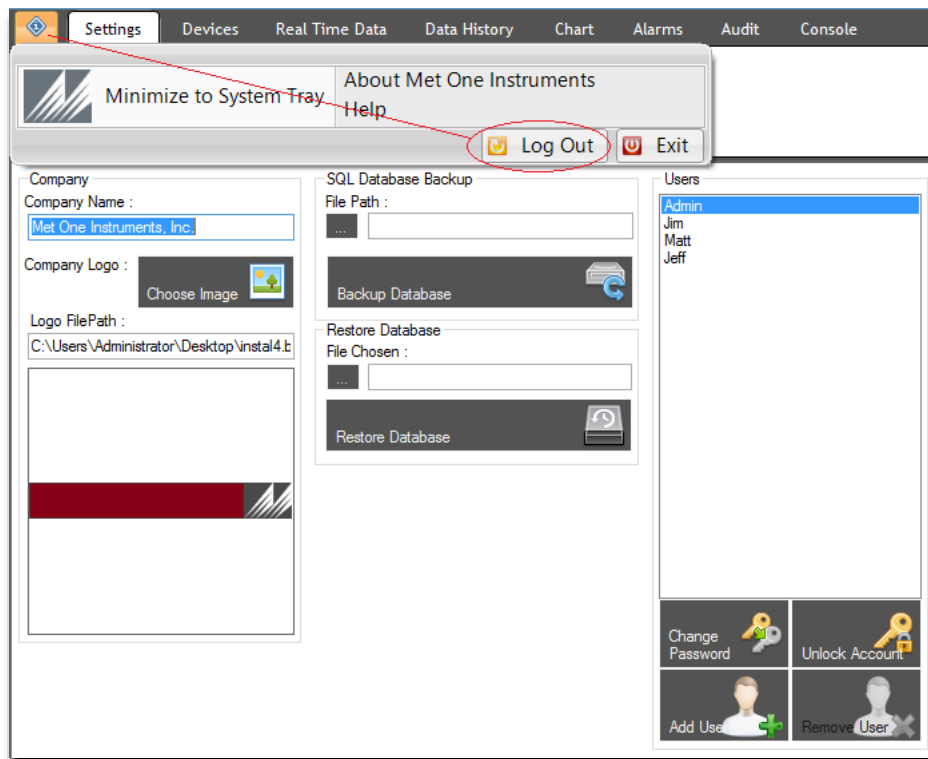 Settings Devices Real Time Data Data History Chart Alarms Audit Console
Minimize to System Tray
About Met One Instruments
Help
Log Out Exit
Company
Company Name :
Met One Instruments, Inc.
Company Logo :
Choose Image
Logo FilePath :
C:\Users\Administrator\Desktop\instal4.b
SQL Database Backup
File Path :
...
Backup Database
Restore Database
File Chosen :
...
Restore Database
Users
Admin
Jim
Matt
Jeff
Change
Password
Unlock Account
Add Use
Remove User